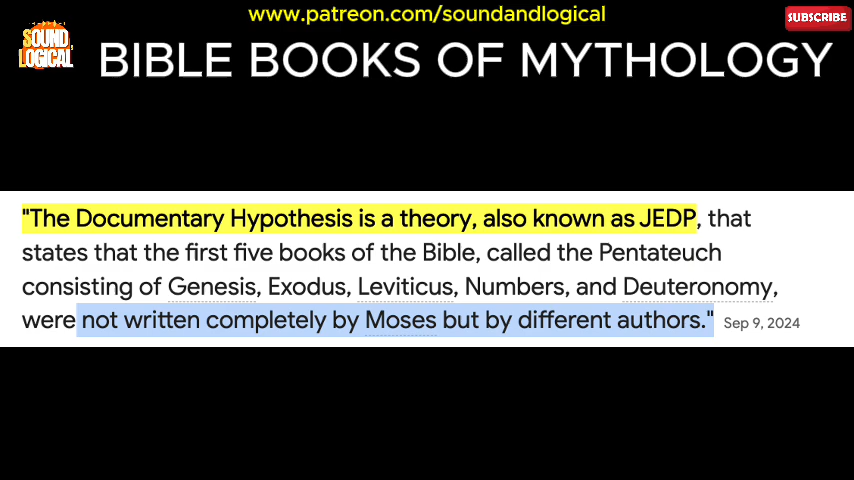 www.patreon.com/soundandlogical
SUBSCRIBE
SOUND
LOGICAL
BIBLE BOOKS OF MYTHOLOGY
"The Documentary Hypothesis is a theory, also known as JEDP, that
states that the first five books of the Bible, called the Pentateuch
consisting of Genesis, Exodus, Leviticus, Numbers, and Deuteronomy,
were not written completely by Moses but by different authors." Sep 9, 2024